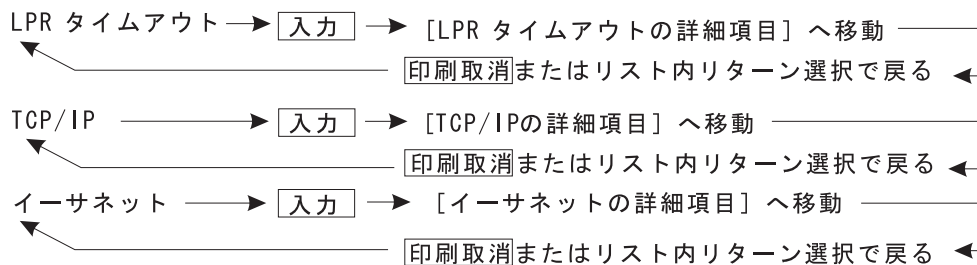 LPR タイムアウト 入力 [LPR タイムアウトの詳細項目] へ移動
印刷取消またはリスト内リターン選択で戻る
TCP/IP 入力 [TCP/IPの詳細項目] へ移動
印刷取消またはリスト内リターン選択で戻る
イーサネット 入力 [イーサネットの詳細項目] へ移動
印刷取消またはリスト内リターン選択で戻る